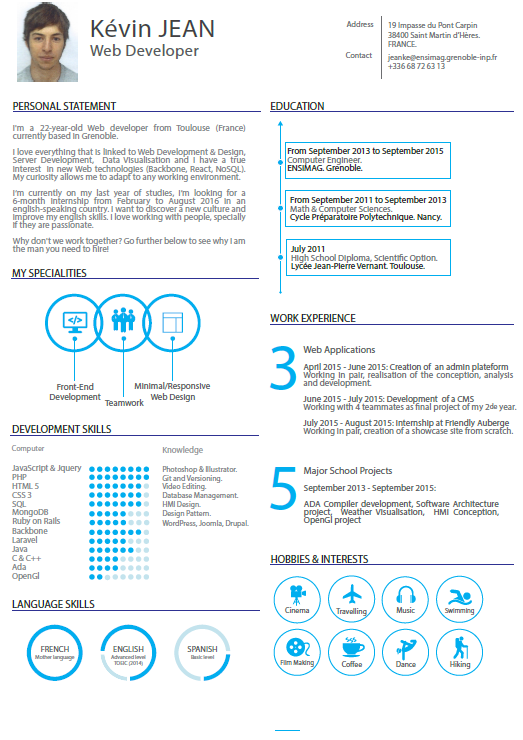 Kévin JEAN
Web Developer
Address
19 Impasse du Pont Carpin
38400 Saint Martin d'Hères.
FRANCE.
Contact
jeanke@ensimag.grenoble-inp.fr
+336 68 72 63 13
PERSONAL STATEMENT
I'm a 22-year-old Web developer from Toulouse (France)
currently based in Grenoble.
I love everything that is linked to Web Development & Design,
Server Development, Data Visualisation and I have a true
interest in new Web technologies (Backbone, React, NoSQL).
My curiosity allows me to adapt to any working environment.
I'm currently on my last year of studies, I'm looking for a
6-month internship from February to August 2016 in an
english-speaking country. I want to discover a new culture and
improve my english skills. I love working with people, specially
if they are passionate.
Why don't we work together? Go further below to see why I am
the man you need to hire!
MY SPECIALITIES
Front-End
Development
Teamwork
Minimal/Responsive
Web Design
DEVELOPMENT SKILLS
Computer
JavaScript & Jquery
PHP
HTML 5
CSS 3
SQL
MongoDB
Ruby on Rails
Backbone
Laravel
Java
C & C++
Ada
OpenGl
Knowledge
Photoshop & Illustrator.
Git and Versioning.
Video Editing.
Database Management.
HMI Design.
Design Pattern.
WordPress, Joomla, Drupal.
LANGUAGE SKILLS
FRENCH
Mother language
ENGLISH
Advanced level
TOEIC (2014)
SPANISH
Basic level
EDUCATION
From September 2013 to September 2015
Computer Engineer.
ENSIMAG. Grenoble.
From September 2011 to September 2013
Math & Computer Sciences.
Cycle Préparatoire Polytechnique. Nancy.
July 2011
High School Diploma, Scientific Option.
Lycée Jean-Pierre Vernant. Toulouse.
WORK EXPERIENCE
3
Web Applications
April 2015 - June 2015: Creation of an admin plateform
Working in pair, realisation of the conception, analysis
and development.
June 2015 - July 2015: Development of a CMS
Working with 4 teammates as final project of my 2de year.
July 2015 - August 2015: Internship at Friendly Auberge
Working in pair, creation of a showcase site from scratch.
5
Major School Projects
September 2013 - September 2015:
ADA Compiler development, Software Architecture
project, Weather Visualisation, HMI Conception,
OpenGl project
HOBBIES & INTERESTS
Cinema
Travelling
Music
Swimming
Film Making
Coffee
Dance
Hiking